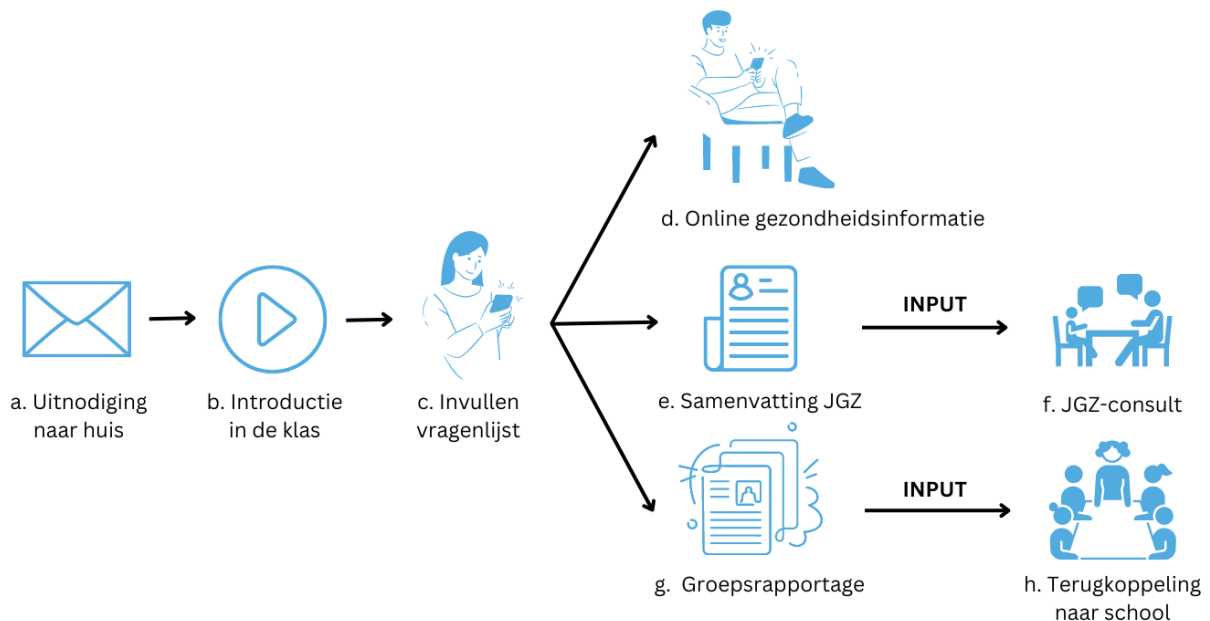 a. Uitnodiging
naar huis
b. Introductie
in de klas
c. Invullen
vragenlijst
d. Online gezondheidsinformatie
e. Samenvatting JGZ
INPUT
f. JGZ-consult
g. Groepsrapportage
INPUT
h. Terugkoppeling
naar school